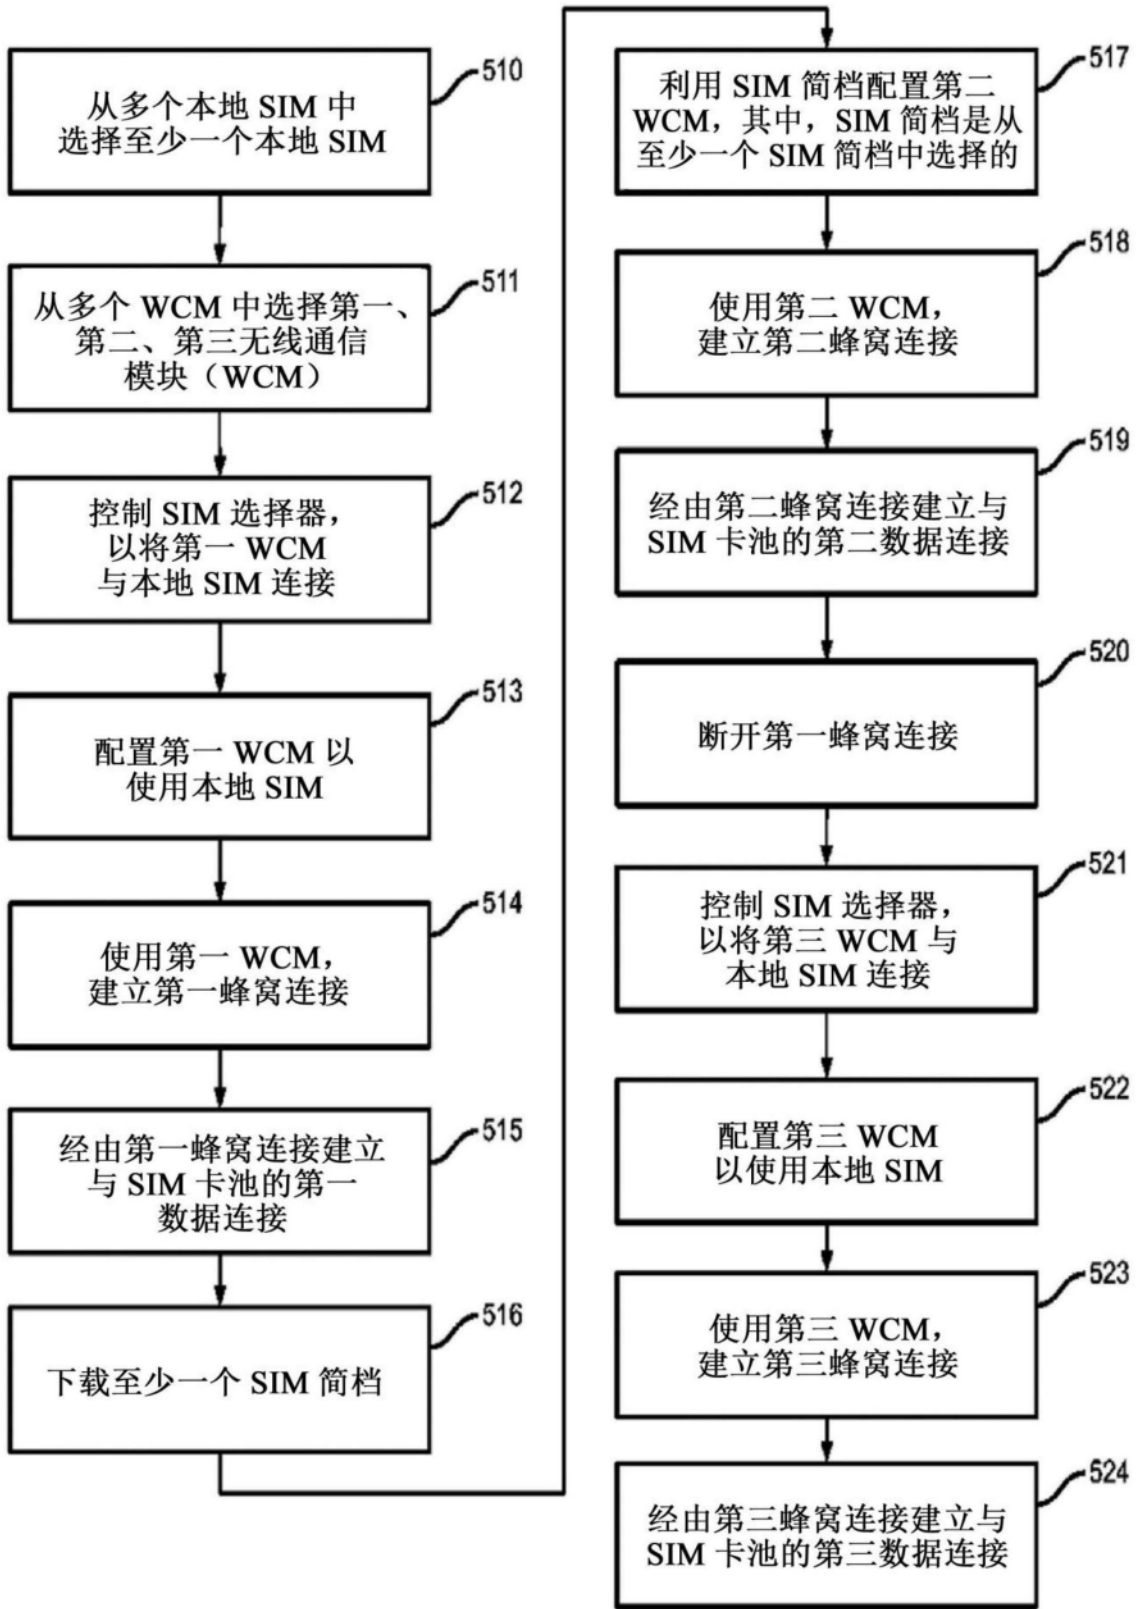 510
从多个本地 SIM 中
选择至少一个本地 SIM
511
从多个 WCM 中选择第一、
第二、第三无线通信
模块（WCM）
512
控制 SIM 选择器，
以将第一 WCM
与本地 SIM 连接
513
配置第一 WCM 以
使用本地 SIM
514
使用第一 WCM，
建立第一蜂窝连接
515
经由第一蜂窝连接建立
与 SIM 卡池的第一
数据连接
516
下载至少一个 SIM 简档
517
利用 SIM 简档配置第二
WCM，其中，SIM 简档是从
至少一个 SIM 简档中选择的
518
使用第二 WCM，
建立第二蜂窝连接
519
经由第二蜂窝连接建立与
SIM 卡池的第二数据连接
520
断开第一蜂窝连接
521
控制 SIM 选择器，
以将第三 WCM 与
本地 SIM 连接
522
配置第三 WCM
以使用本地 SIM
523
使用第三 WCM，
建立第三蜂窝连接
524
经由第三蜂窝连接建立与
SIM 卡池的第三数据连接